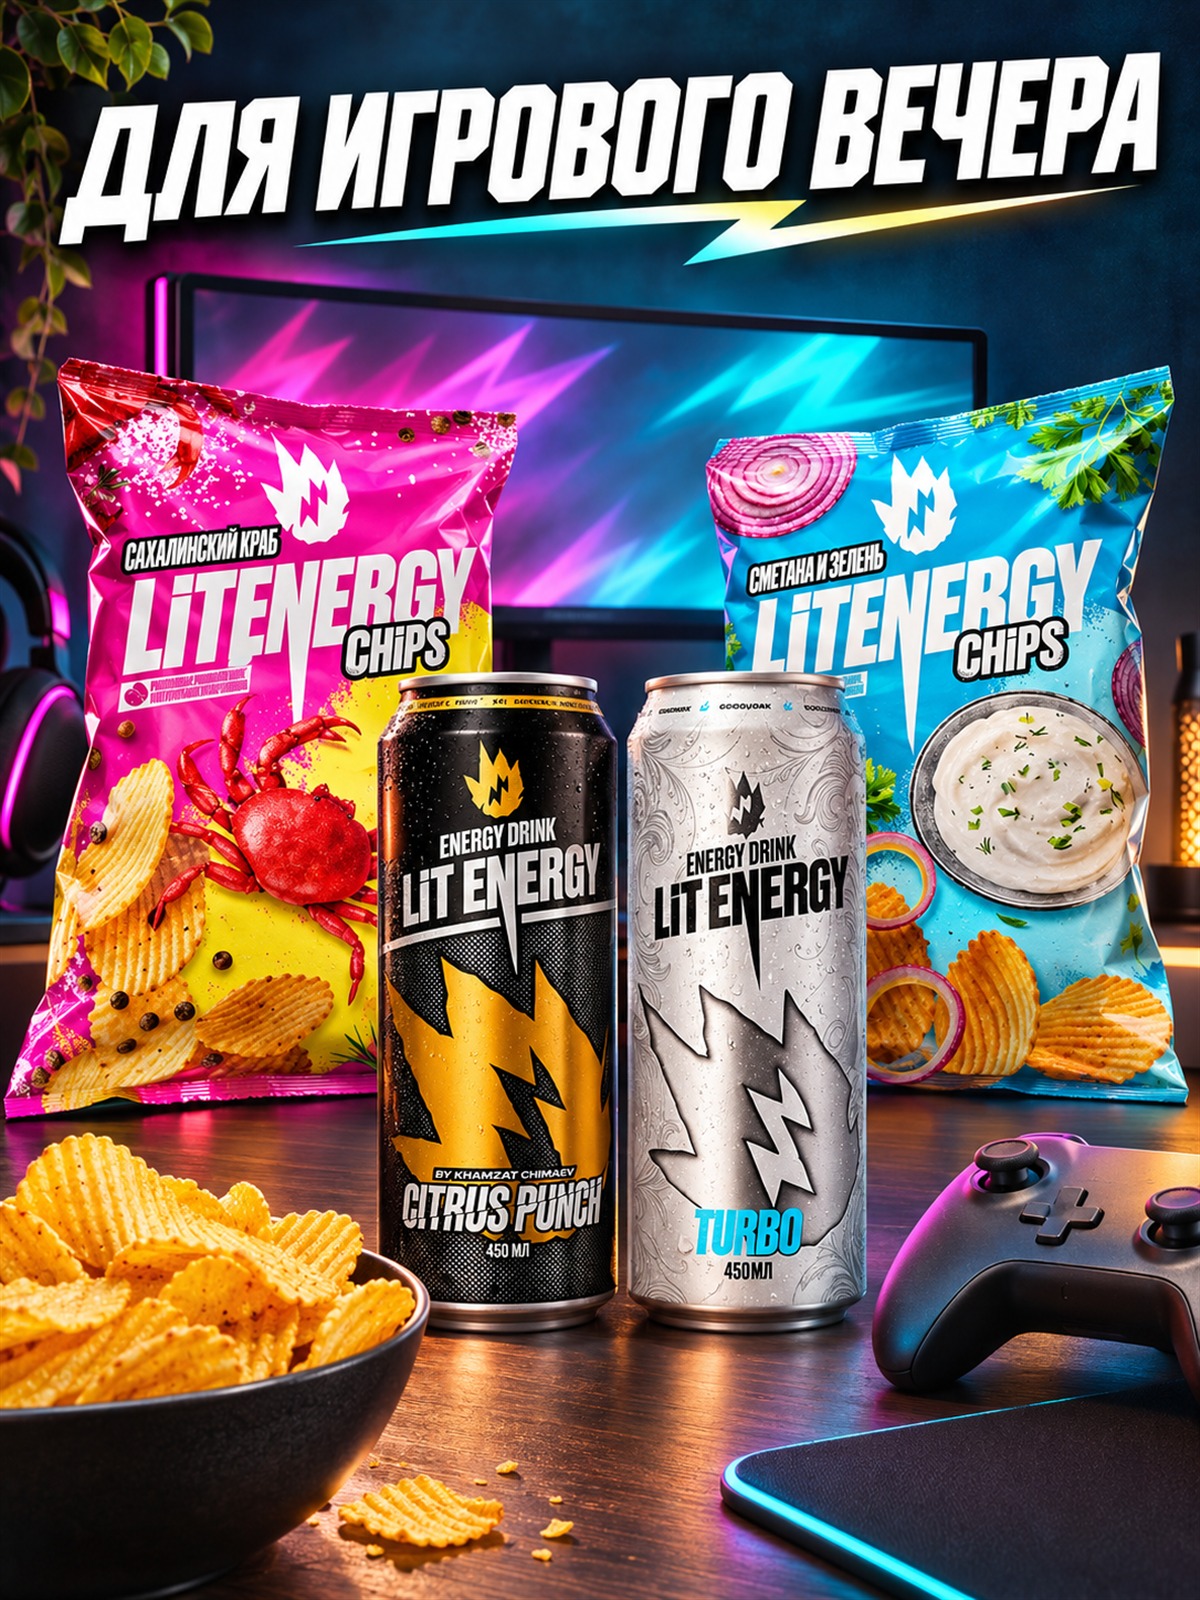 ДЛЯ ИГРОВОГО ВЕЧЕРА
САХАЛИНСКИЙ КРАБ
LiTENERGY
CHiPS
СМЕТАНА И ЗЕЛЕНЬ
LiTENERGY
CHiPS
ENERGY DRINK
LiT ENERGY
BY KHAMZAT CHIMAEV
CITRUS PUNCH
450 МЛ
ENERGY DRINK
LiT ENERGY
TURBO
450МЛ